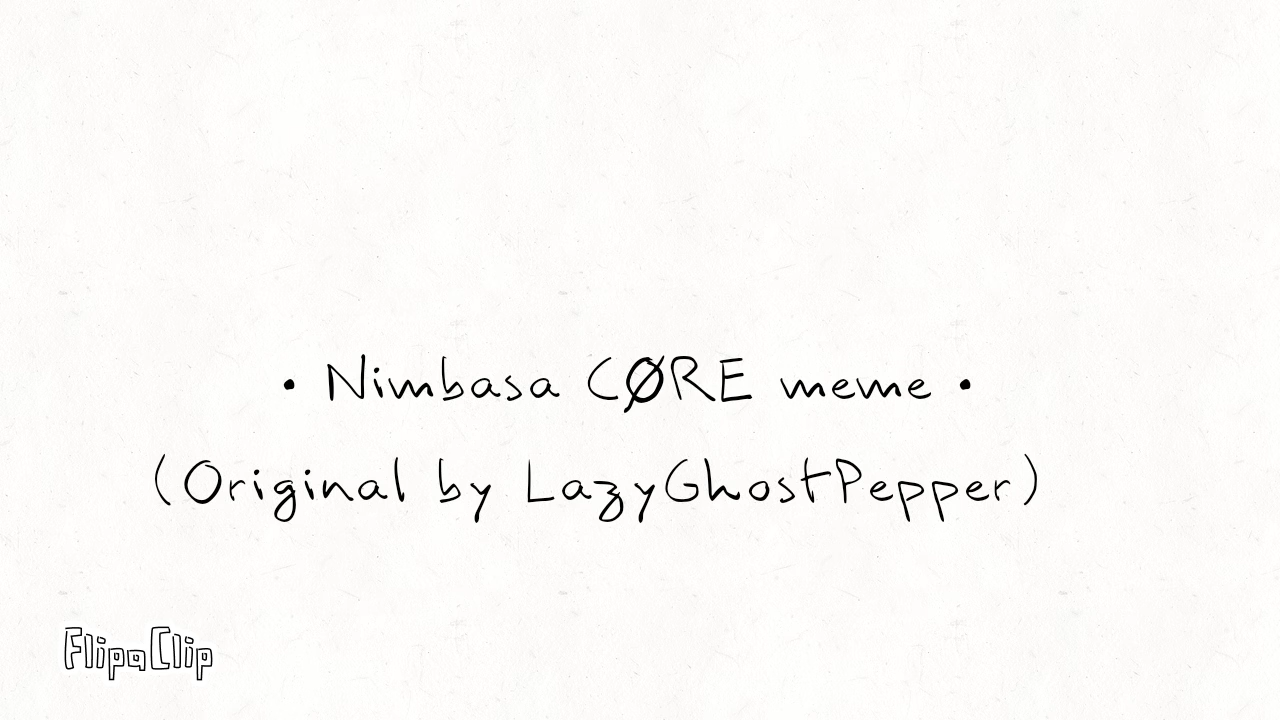 • Nimbasa CØRE meme •
(Original by LazyGhostPepper)
FlipaClip